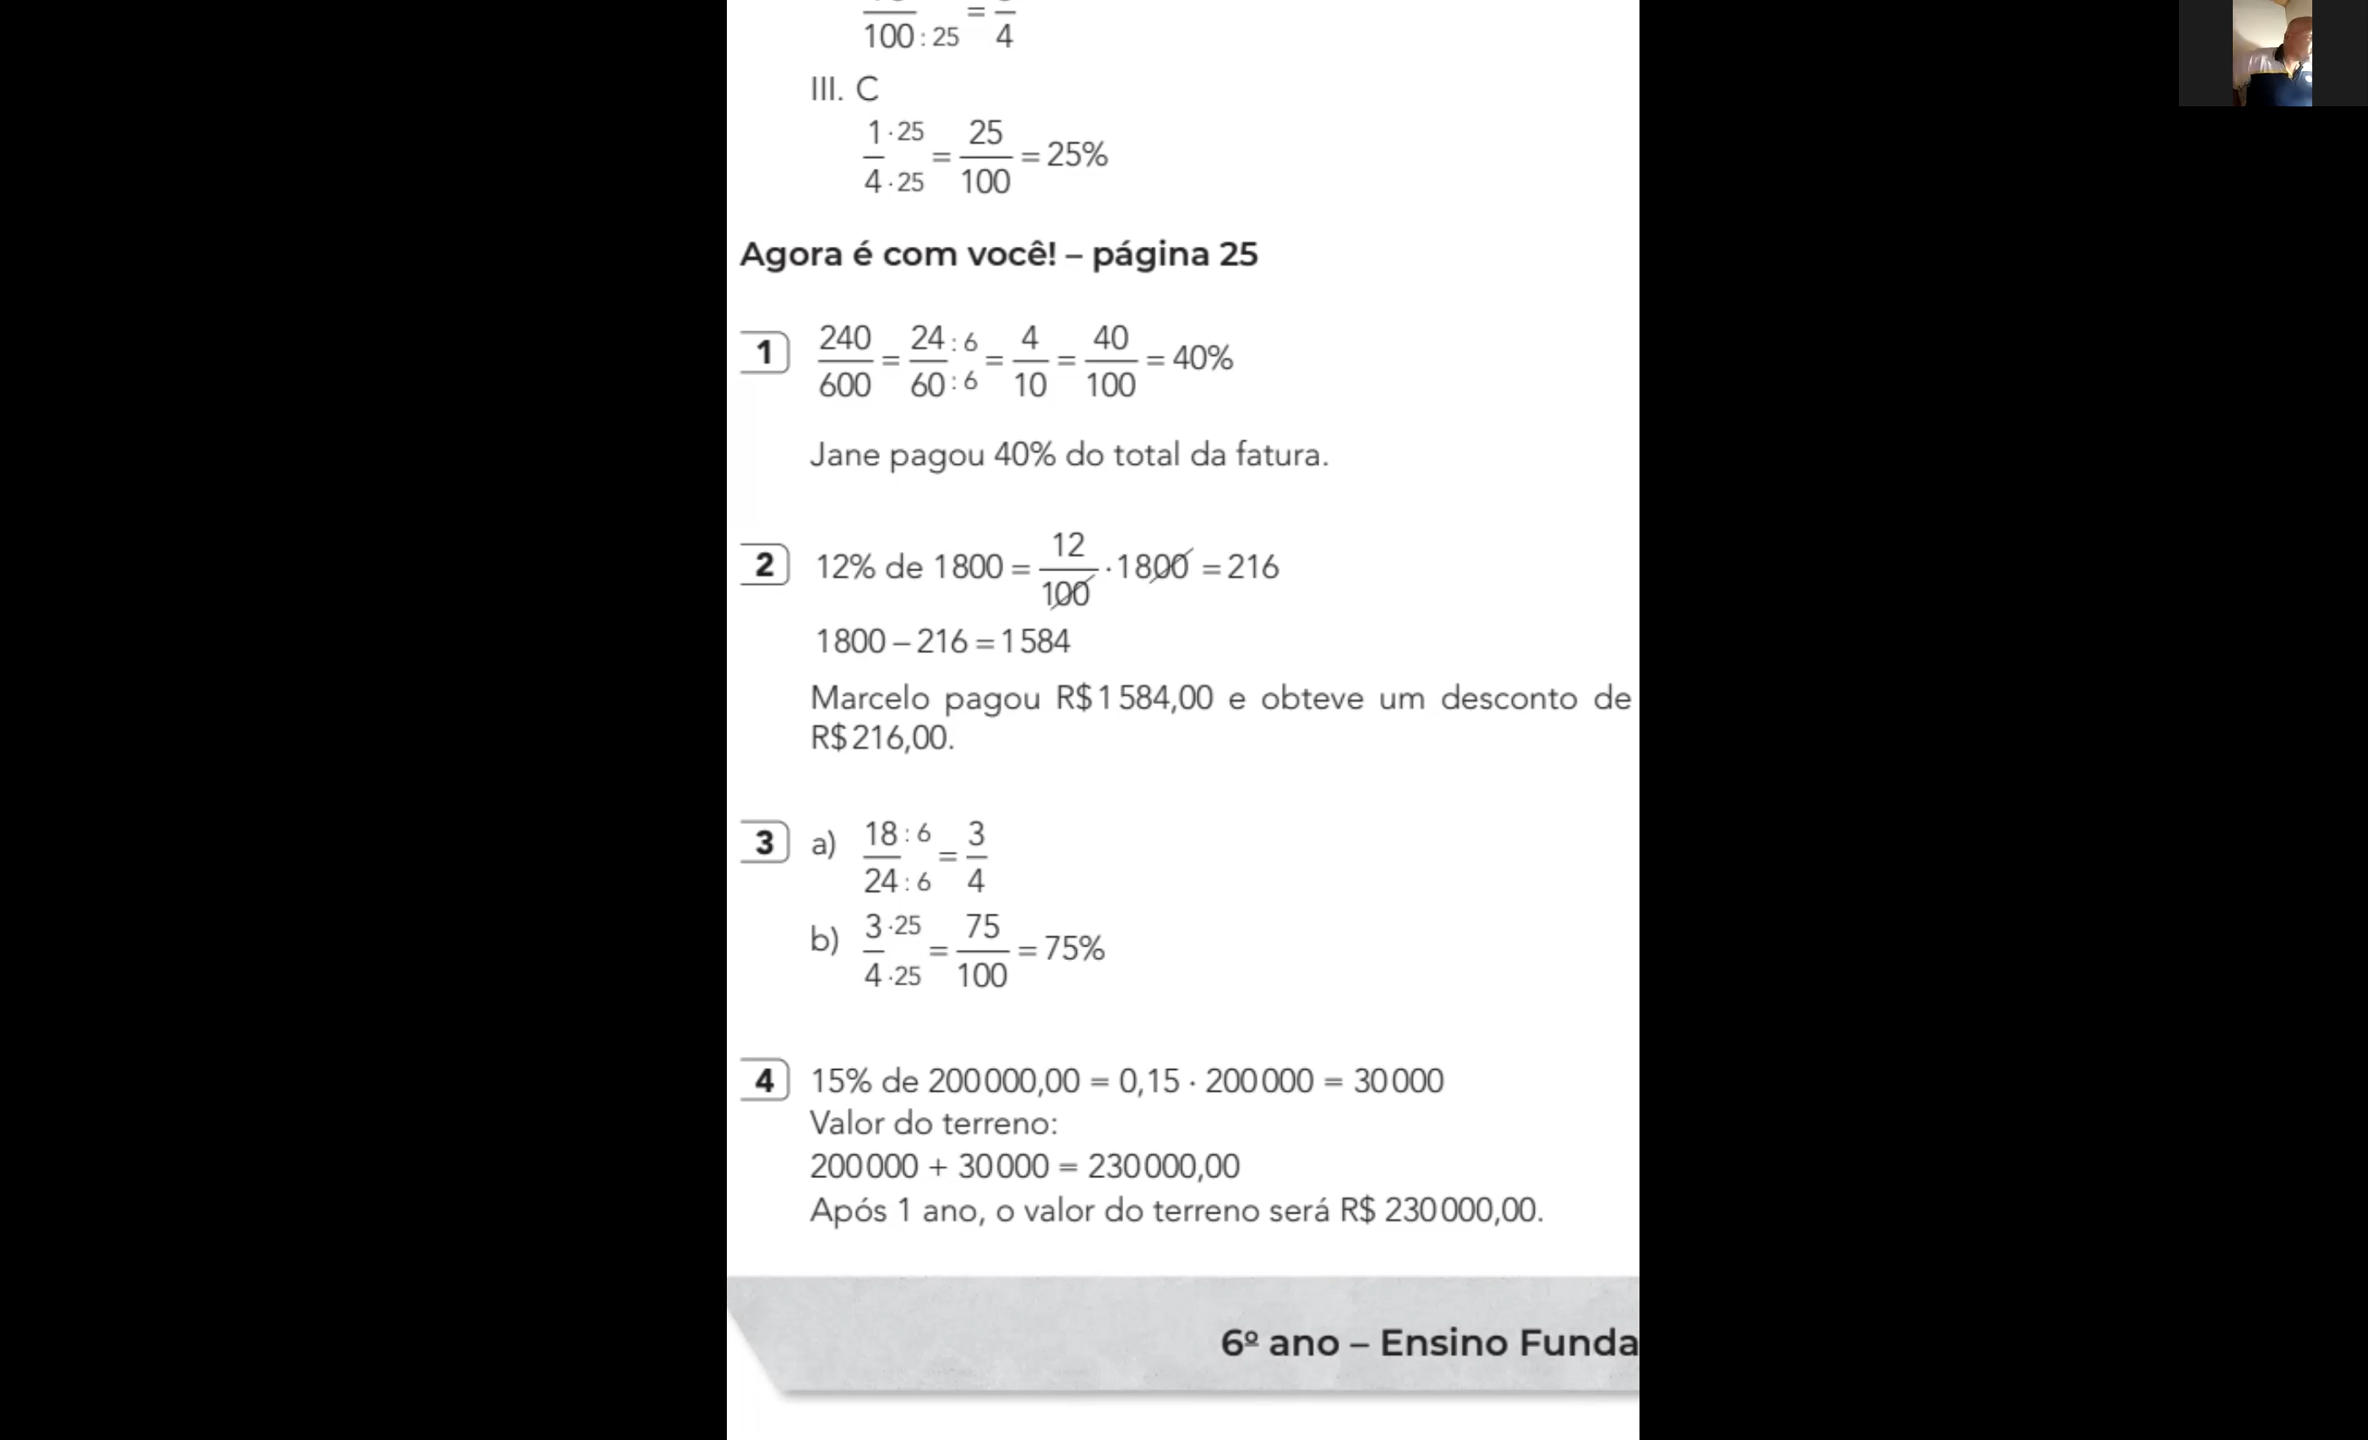 100 : 25 = 4
III. C
1 · 25 / 4 · 25 = 25 / 100 = 25%
Agora é com você! – página 25
1 240 / 600 = 24 : 6 / 60 : 6 = 4 / 10 = 40 / 100 = 40%
Jane pagou 40% do total da fatura.
2 12% de 1800 = 12 / 100 · 1800 = 216
1800 – 216 = 1584
Marcelo pagou R$ 1584,00 e obteve um desconto de
R$ 216,00.
3 a) 18 : 6 / 24 : 6 = 3 / 4
b) 3 · 25 / 4 · 25 = 75 / 100 = 75%
4 15% de 200000,00 = 0,15 · 200000 = 30000
Valor do terreno:
200000 + 30000 = 230000,00
Após 1 ano, o valor do terreno será R$ 230000,00.
6º ano – Ensino Funda